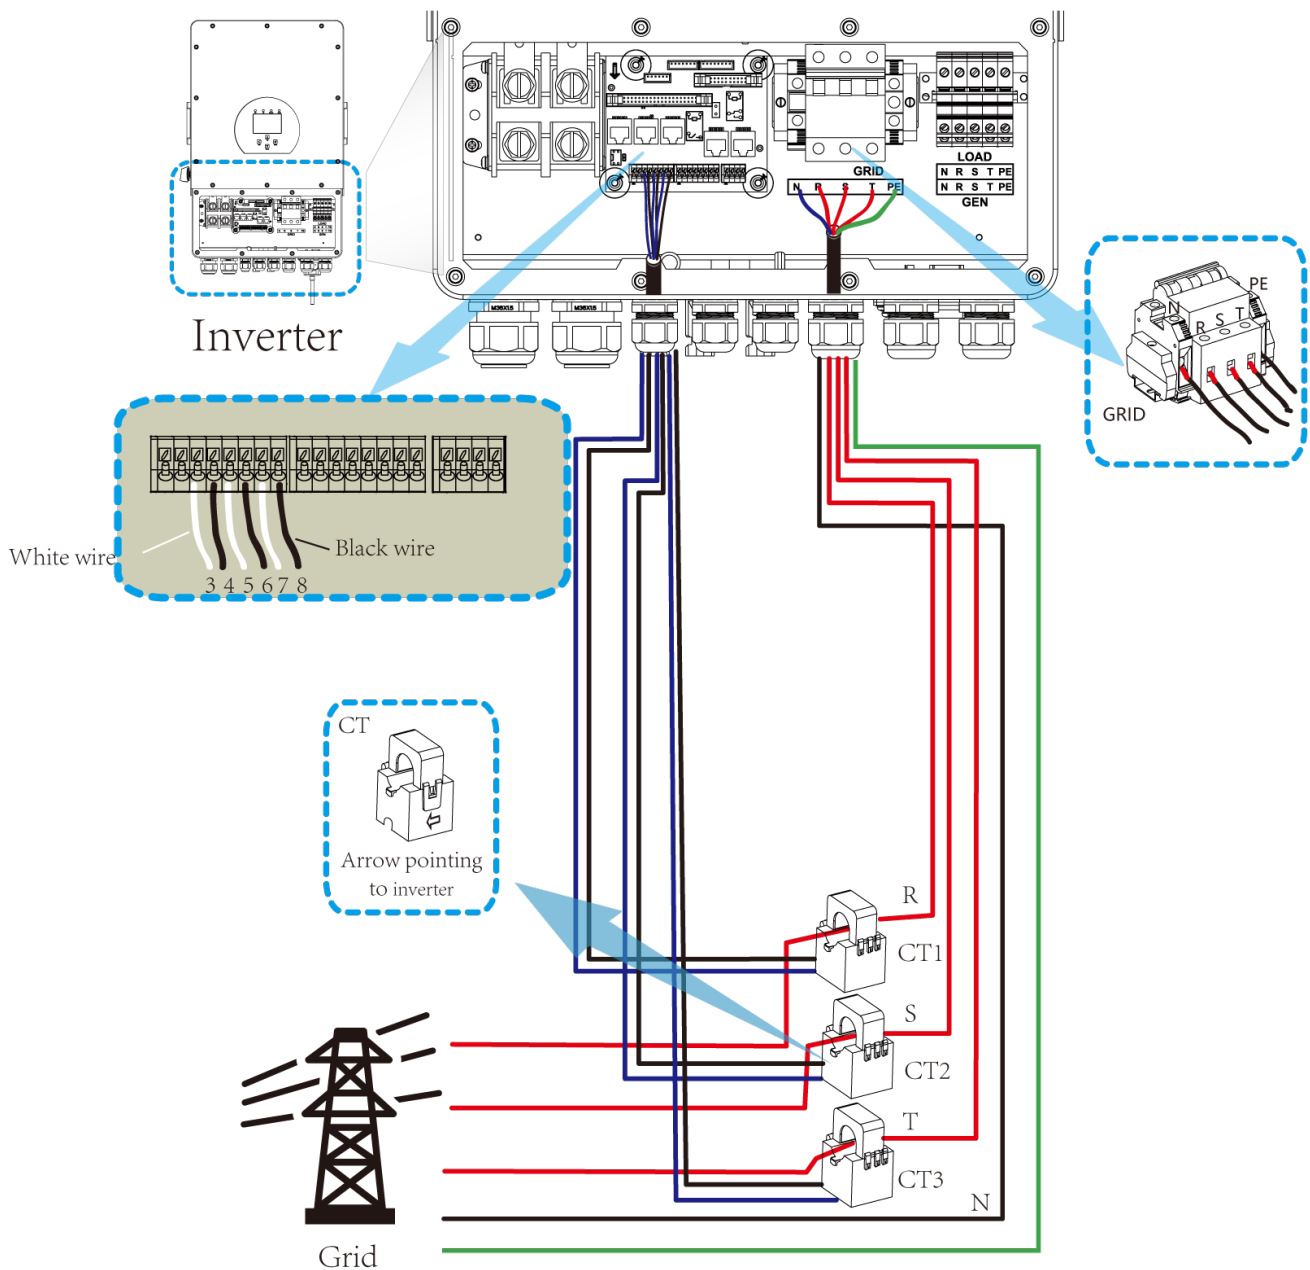 LOAD
N R S T PE
N R S T PE
GEN
GRID
N R S T PE
M36X1.5
M36X1.5
Inverter
PE
N
R S T
GRID
White wire
Black wire
3 4 5 6 7 8
CT
Arrow pointing
to inverter
R
CT1
S
CT2
T
CT3
N
Grid